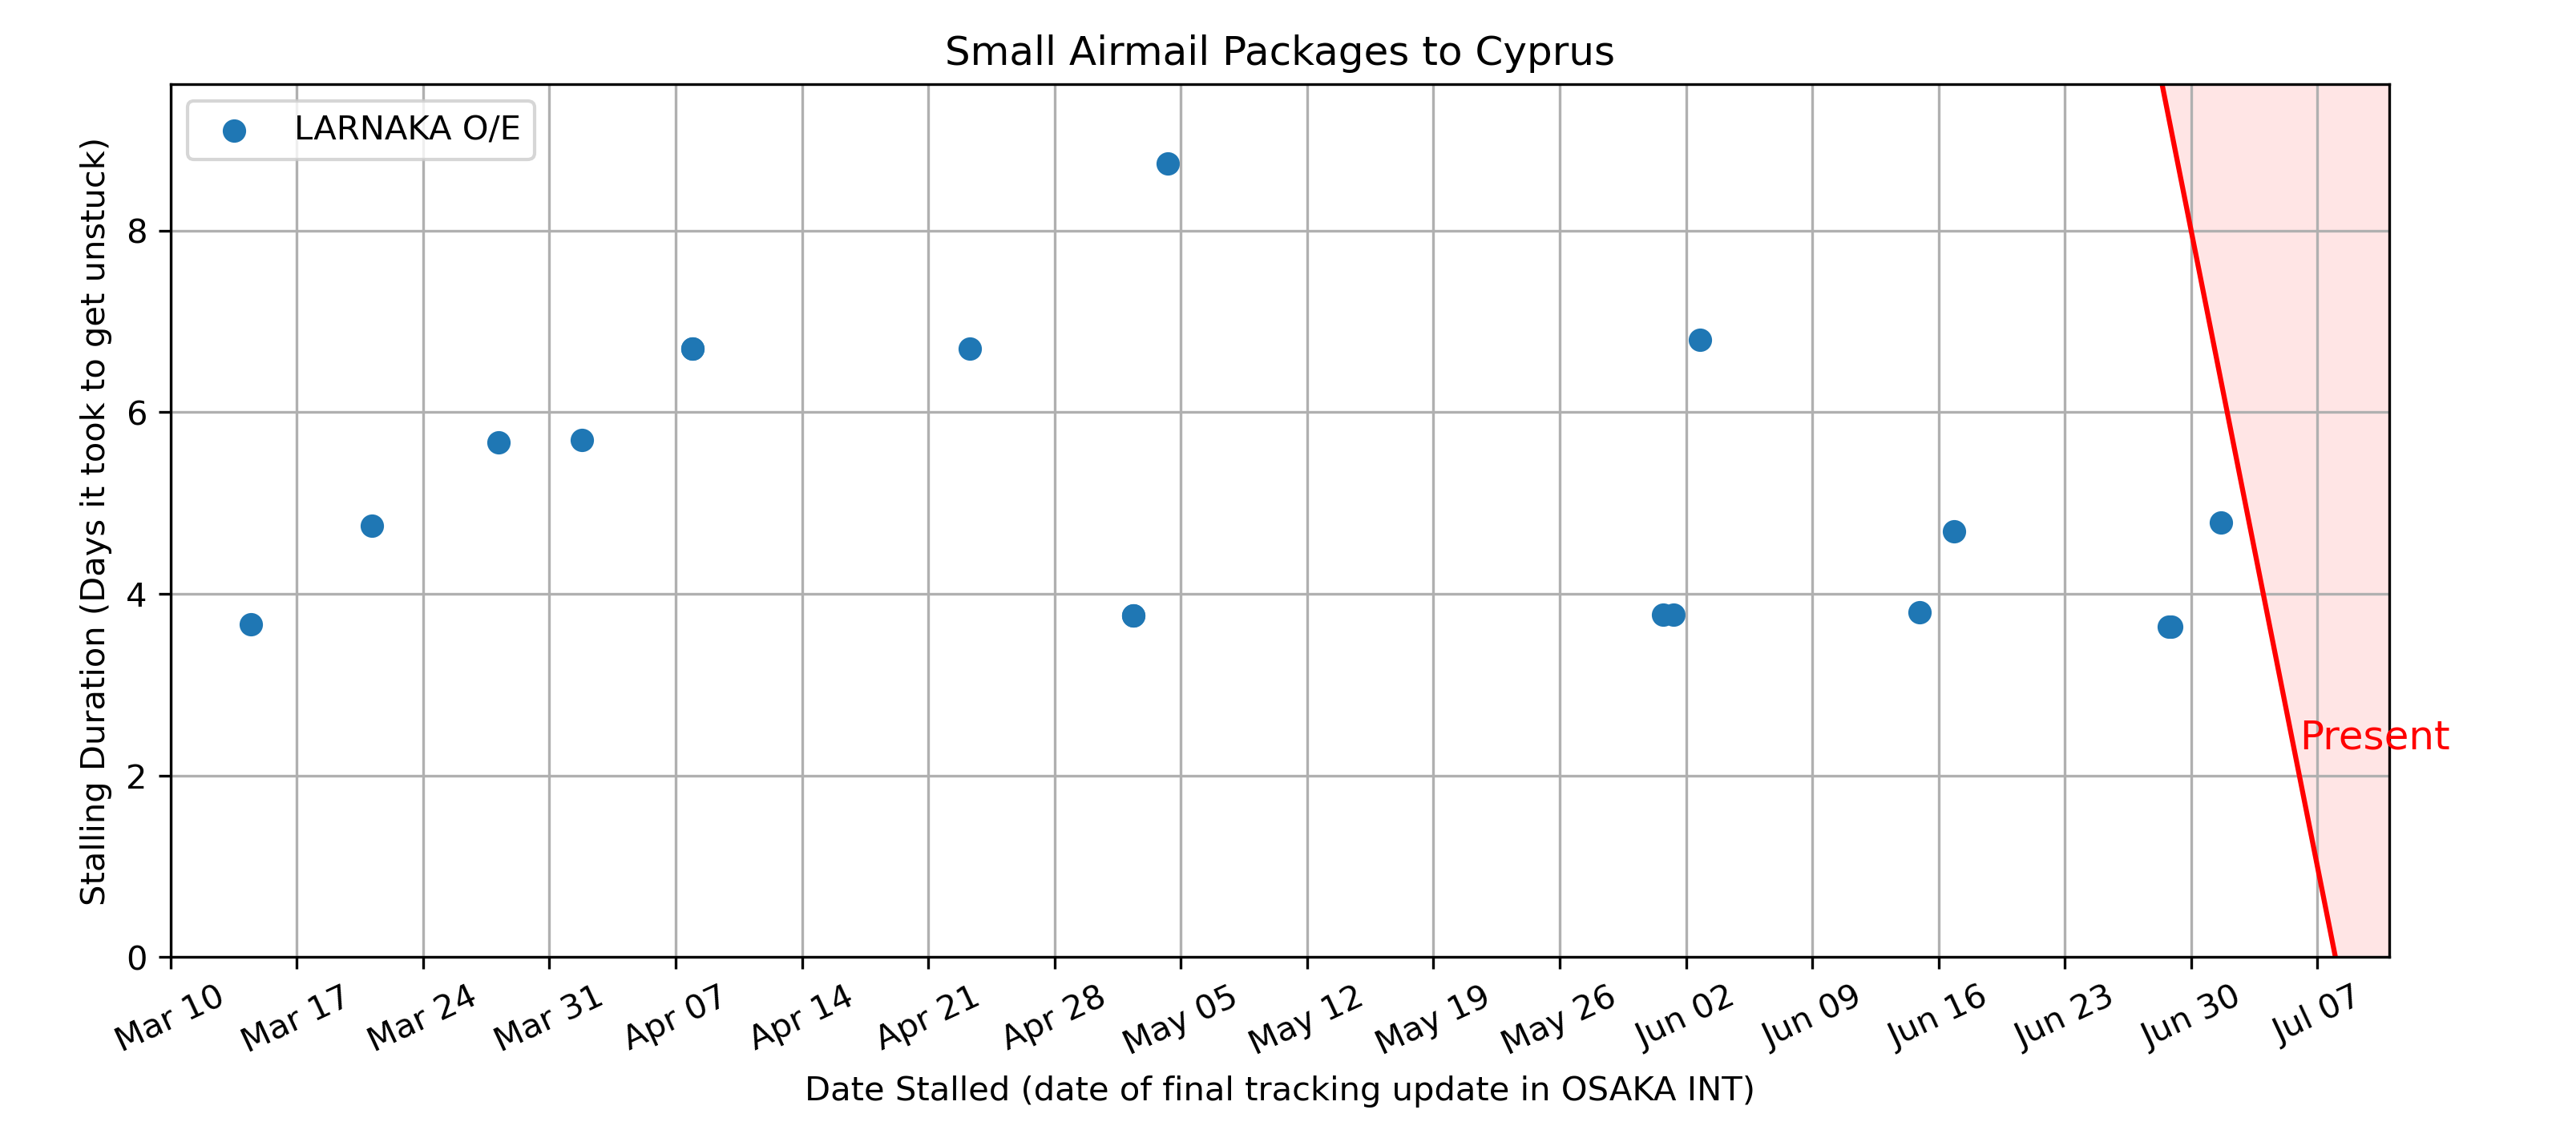 Small Airmail Packages to Cyprus
LARNAKA O/E
Stalling Duration (Days it took to get unstuck)
8
6
4
2
0
Present
Mar 10
Mar 17
Mar 24
Mar 31
Apr 07
Apr 14
Apr 21
Apr 28
May 05
May 12
May 19
May 26
Jun 02
Jun 09
Jun 16
Jun 23
Jun 30
Jul 07
Date Stalled (date of final tracking update in OSAKA INT)